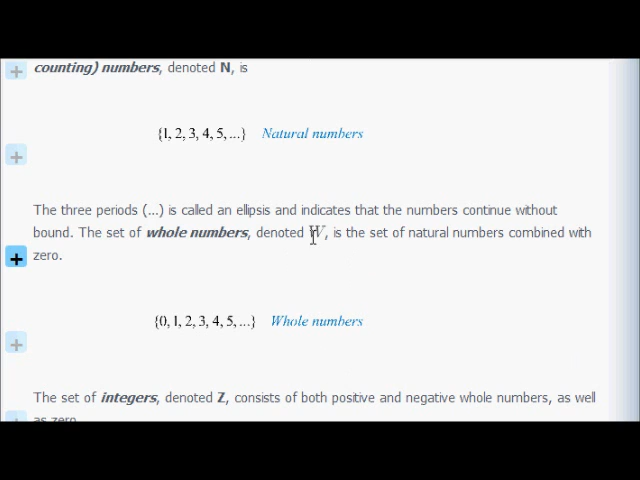 counting) numbers, denoted N, is
{1, 2, 3, 4, 5, ...} Natural numbers
The three periods (...) is called an ellipsis and indicates that the numbers continue without
bound. The set of whole numbers, denoted W, is the set of natural numbers combined with
zero.
{0, 1, 2, 3, 4, 5, ...} Whole numbers
The set of integers, denoted Z, consists of both positive and negative whole numbers, as well
as zero